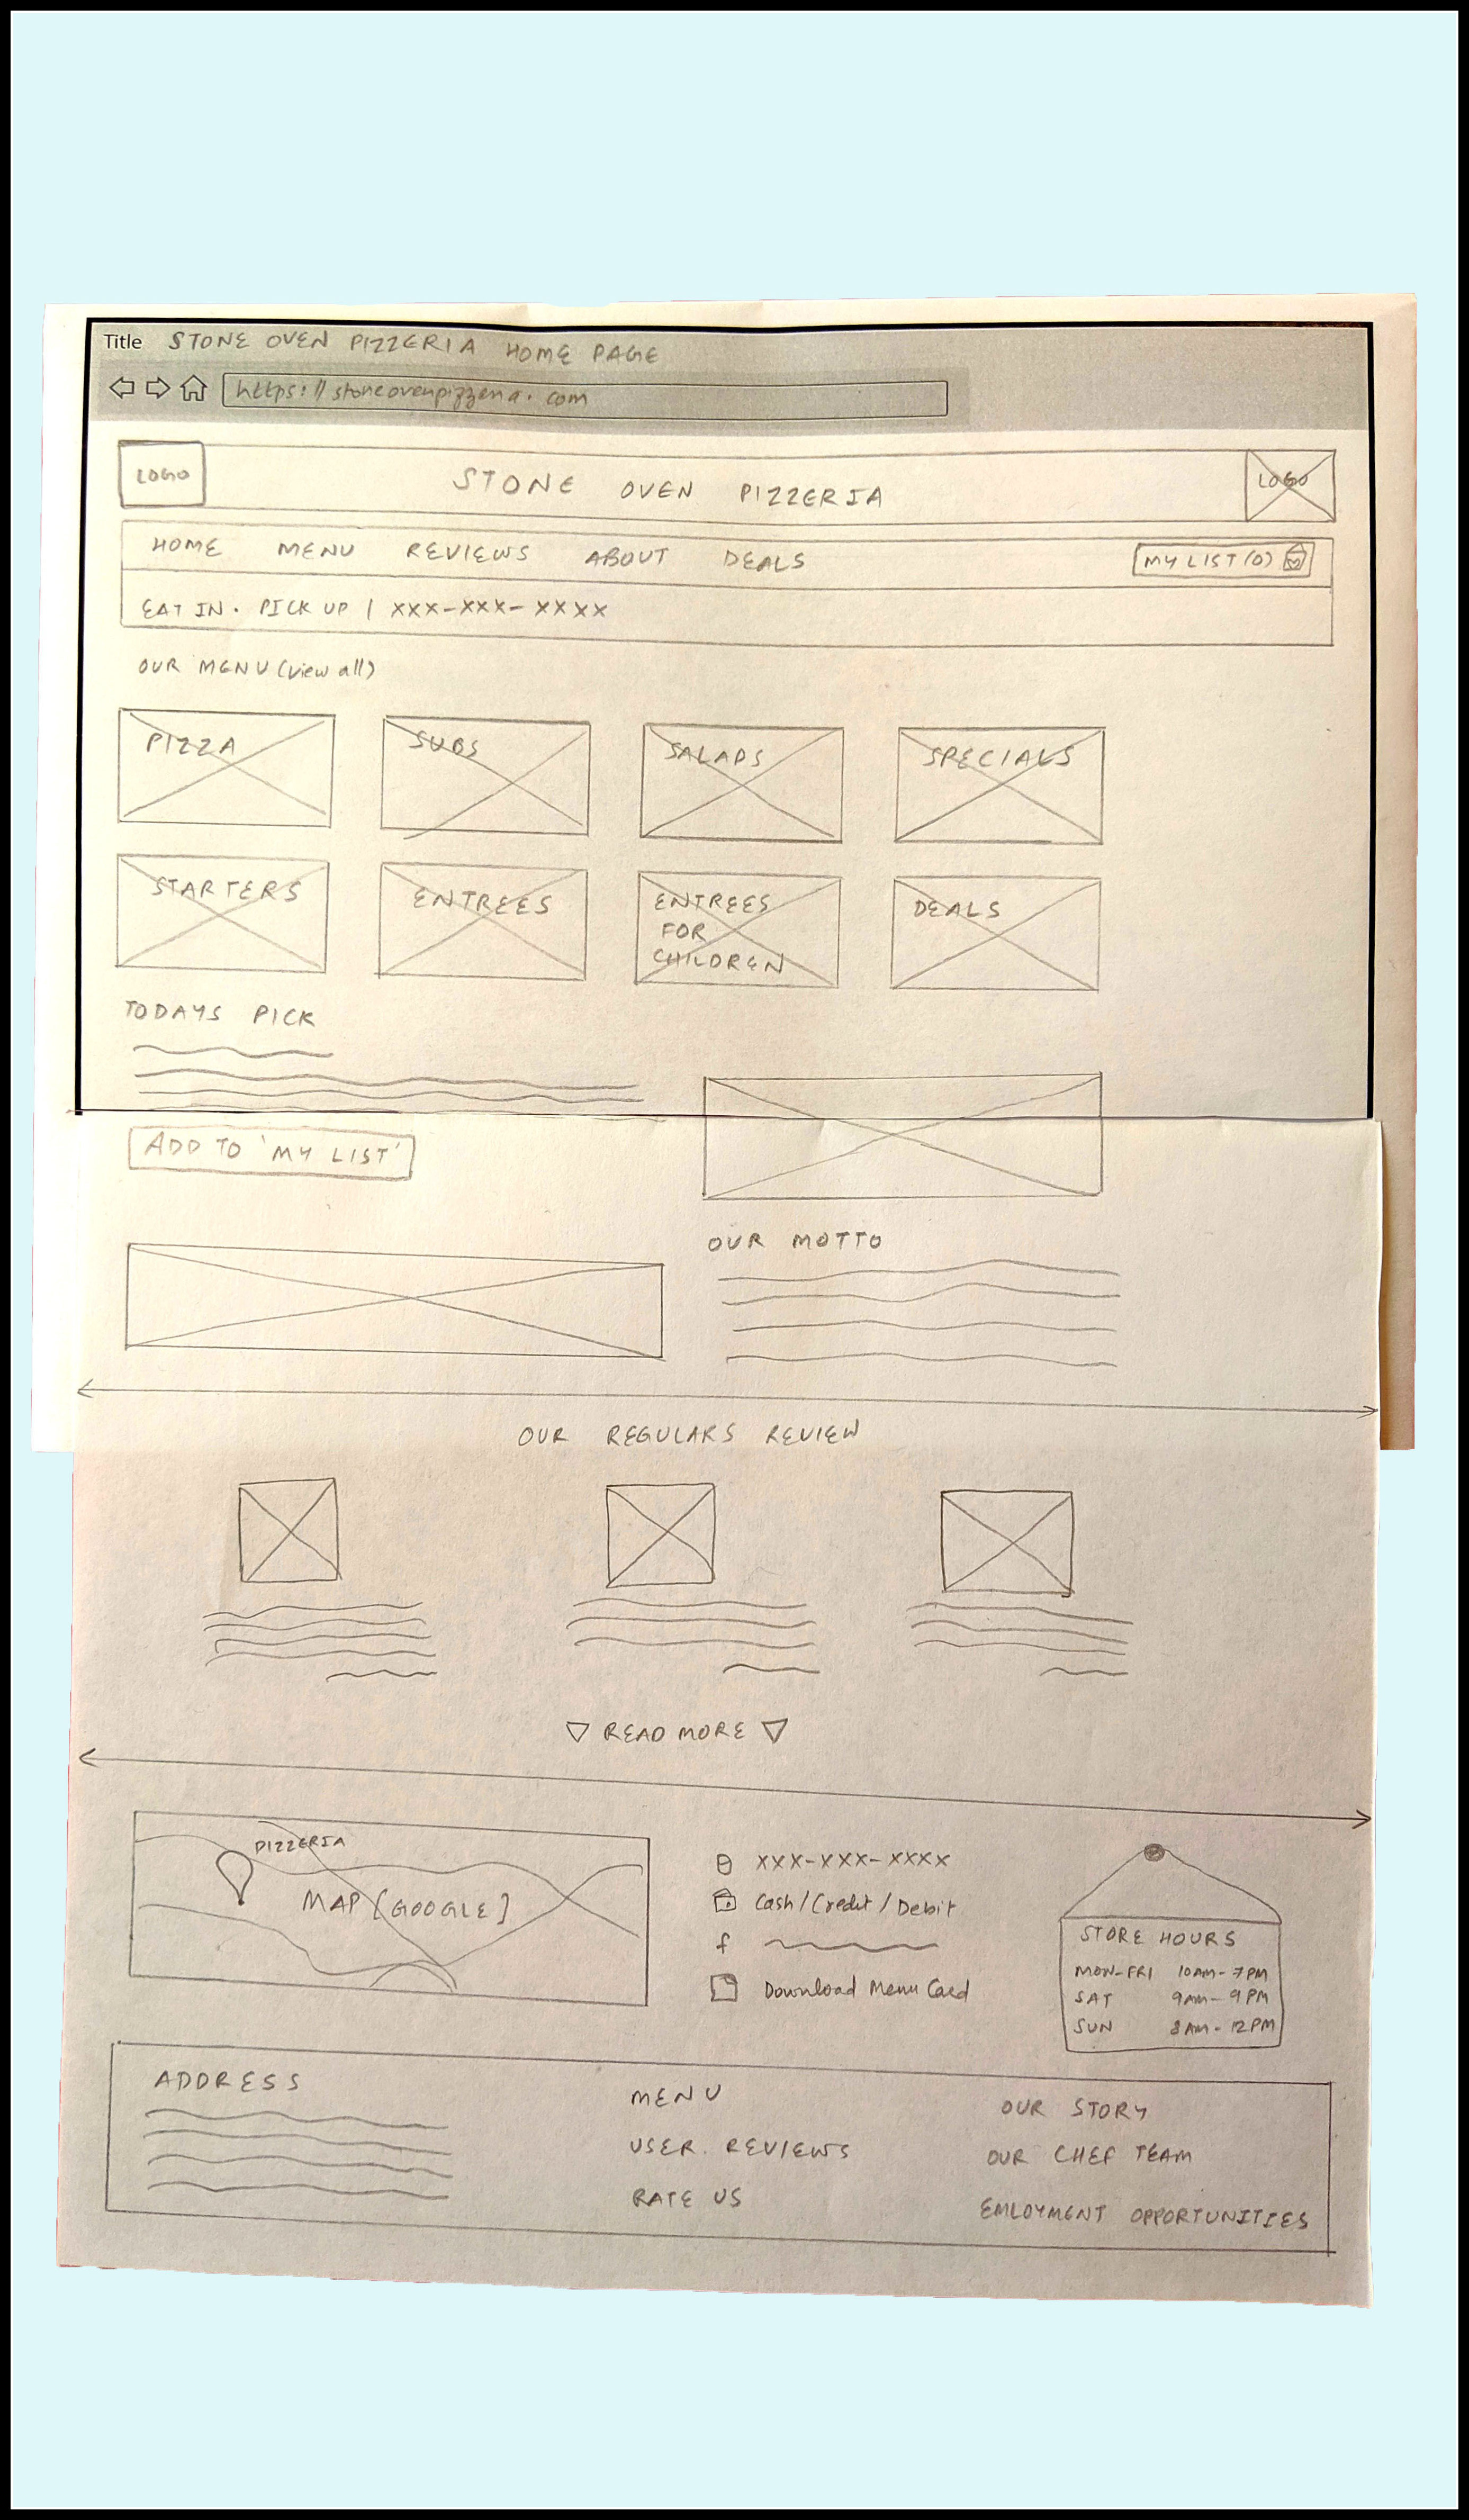 Title STONE OVEN PIZZERIA HOME PAGE
https://stoneovenpizzeria.com
LOGO STONE OVEN PIZZERIA LOGO
HOME MENU REVIEWS ABOUT DEALS MY LIST (0)
EAT IN. PICK UP | XXX-XXX-XXXX
OUR MENU (view all)
PIZZA SUBS SALADS SPECIALS
STARTERS ENTREES ENTREES FOR CHILDREN DEALS
TODAYS PICK
ADD TO 'MY LIST'
OUR MOTTO
OUR REGULARS REVIEW
READ MORE
PIZZERIA
MAP [GOOGLE]
XXX-XXX-XXXX
Cash/Credit/Debit
f
Download Menu Card
STORE HOURS
MON-FRI 10AM-7PM
SAT 9AM-9PM
SUN 8AM-12PM
ADDRESS
MENU
USER REVIEWS
RATE US
OUR STORY
OUR CHEF TEAM
EMLOYMENT OPPORTUNITIES